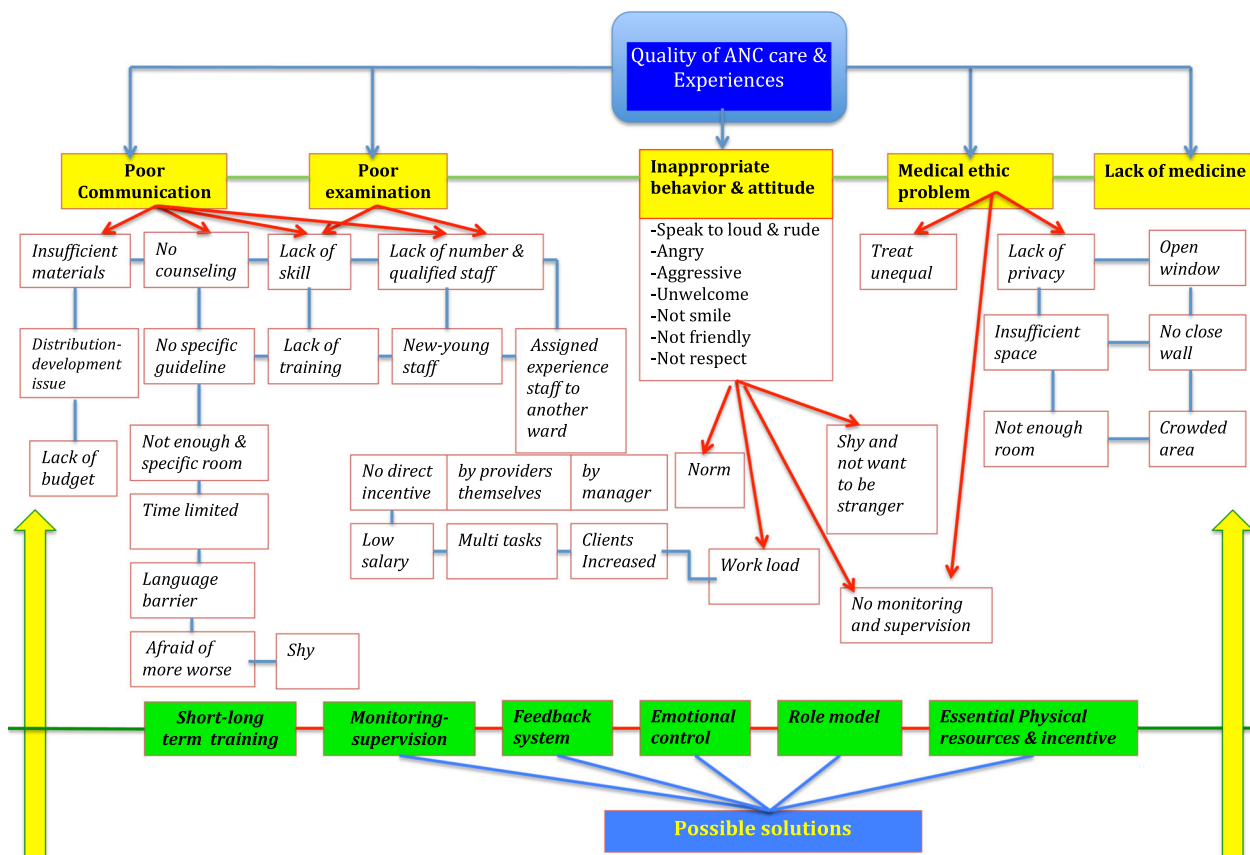 Quality of ANC care &
Experiences
Poor
Communication
Poor
examination
Inappropriate
behavior & attitude
Medical ethic
problem
Lack of medicine
-Speak to loud & rude
-Angry
-Aggressive
-Unwelcome
-Not smile
-Not friendly
-Not respect
Insufficient
materials
No
counseling
Lack of
skill
Lack of number &
qualified staff
Treat
unequal
Lack of
privacy
Open
window
Distribution-
development
issue
No specific
guideline
Lack of
training
New-young
staff
Assigned
experience
staff to
another
ward
Insufficient
space
No close
wall
Lack of
budget
Not enough &
specific room
Norm
Shy and
not want
to be
stranger
Not enough
room
Crowded
area
No direct
incentive
by providers
themselves
by
manager
Time limited
Low
salary
Multi tasks
Clients
Increased
Work load
Language
barrier
No monitoring
and supervision
Afraid of
more worse
Shy
Short-long
term training
Monitoring-
supervision
Feedback
system
Emotional
control
Role model
Essential Physical
resources & incentive
Possible solutions